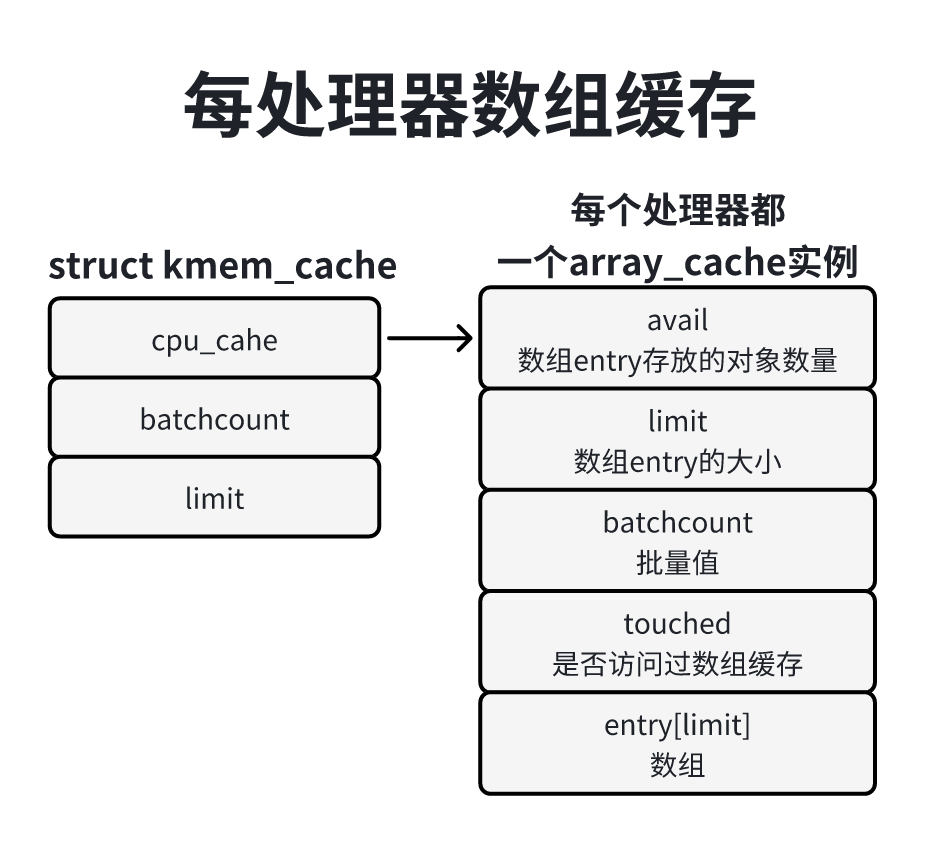 每处理器数组缓存
struct kmem_cache
cpu_cahe
batchcount
limit
每个处理器都
一个array_cache实例
avail
数组entry存放的对象数量
limit
数组entry的大小
batchcount
批量值
touched
是否访问过数组缓存
entry[limit]
数组